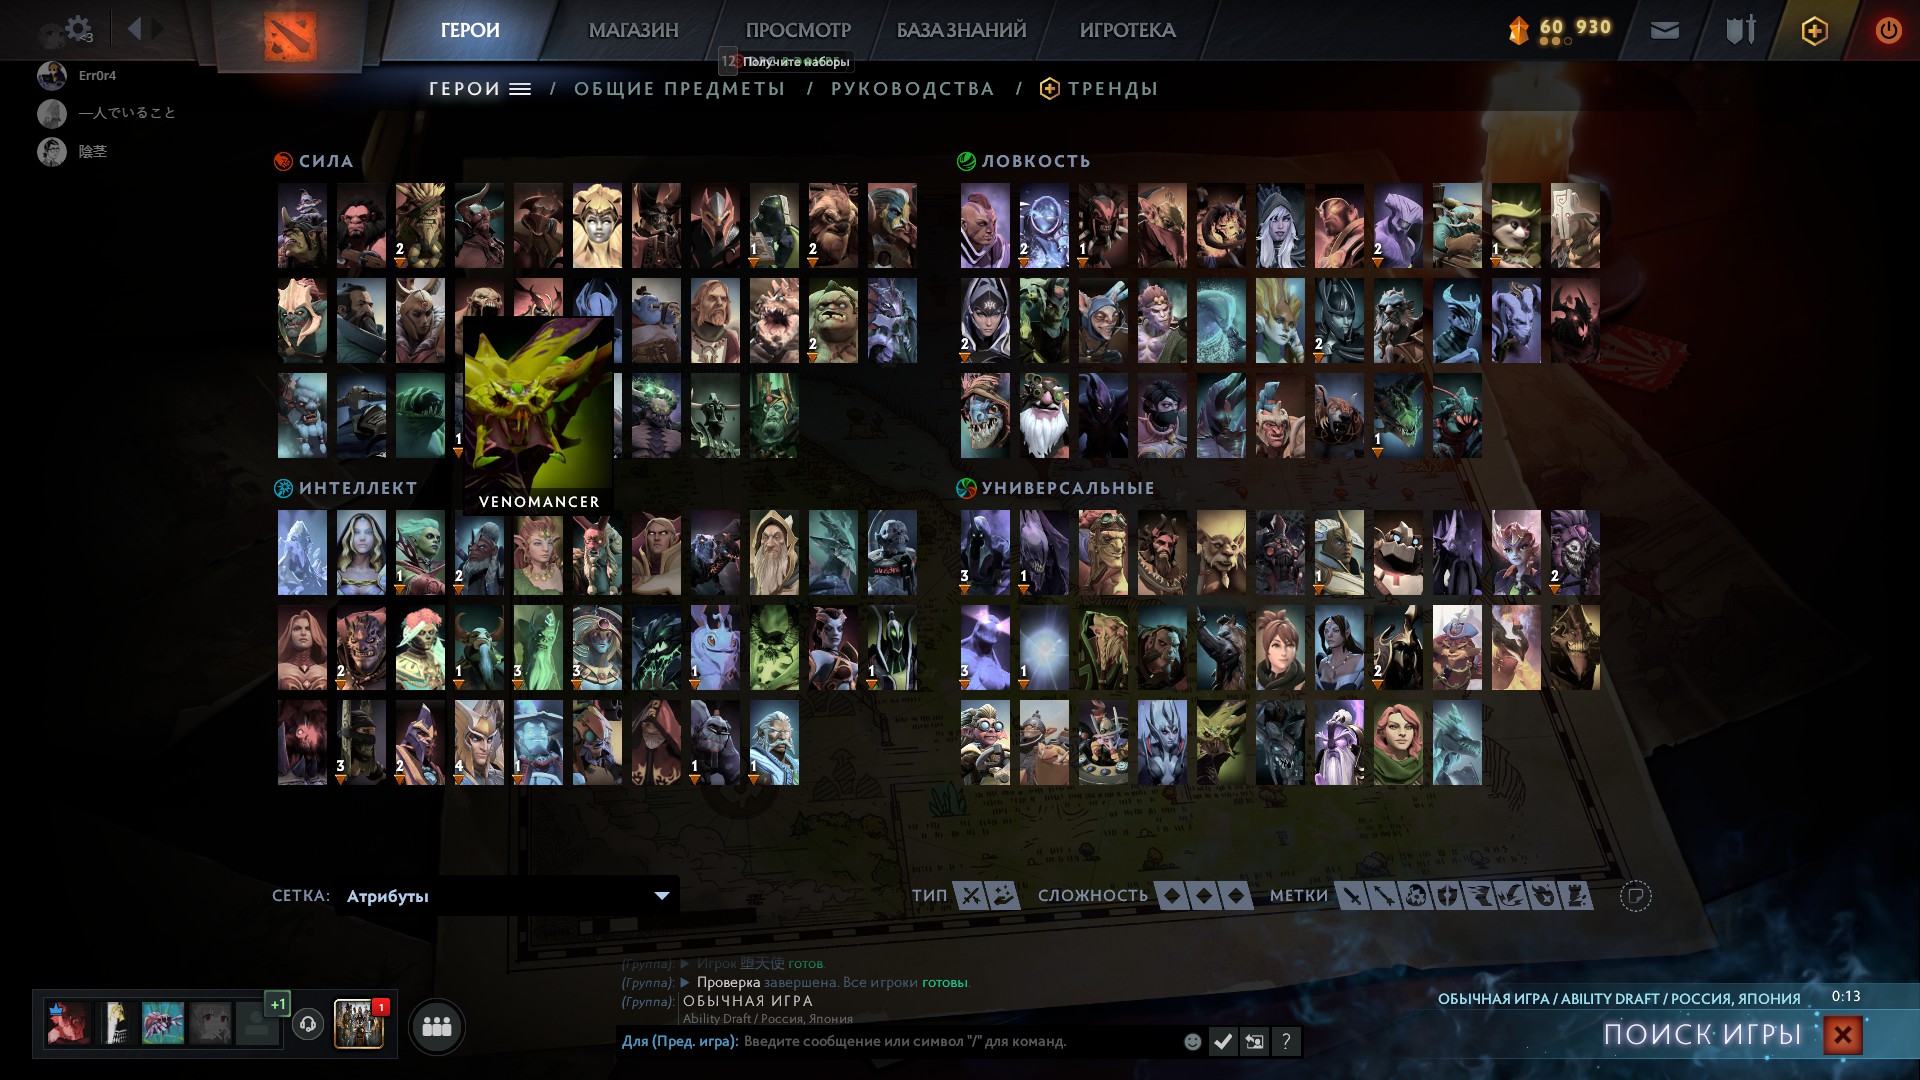 <3
ГЕРОИ
МАГАЗИН
ПРОСМОТР
БАЗА ЗНАНИЙ
ИГРОТЕКА
60 930
12
Получите наборы
Err0r4
一人でいること
陰茎
ГЕРОИ / ОБЩИЕ ПРЕДМЕТЫ / РУКОВОДСТВА / ТРЕНДЫ
СИЛА
2 1 2
2
1
ЛОВКОСТЬ
2 1 2 1
2 2
1
VENOMANCER
ИНТЕЛЛЕКТ
1 2
2 1 3 3 1 1
3 2 4 1 1 1
УНИВЕРСАЛЬНЫЕ
3 1 1 2
3 1 2
СЕТКА: Атрибуты
ТИП
СЛОЖНОСТЬ
МЕТКИ
(Группа): Игрок 堕天使 готов.
(Группа): Проверка завершена. Все игроки готовы.
(Группа): ОБЫЧНАЯ ИГРА
Ability Draft / Россия, Япония
Для (Пред. игра): Введите сообщение или символ "/" для команд.
?
+1
1
ОБЫЧНАЯ ИГРА / ABILITY DRAFT / РОССИЯ, ЯПОНИЯ
0:13
ПОИСК ИГРЫ